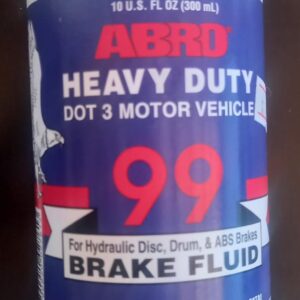 10 U.S. FL OZ (300 mL)
ABRO
HEAVY DUTY
DOT 3 MOTOR VEHICLE
99
For Hydraulic Disc, Drum, & ABS Brakes
BRAKE FLUID